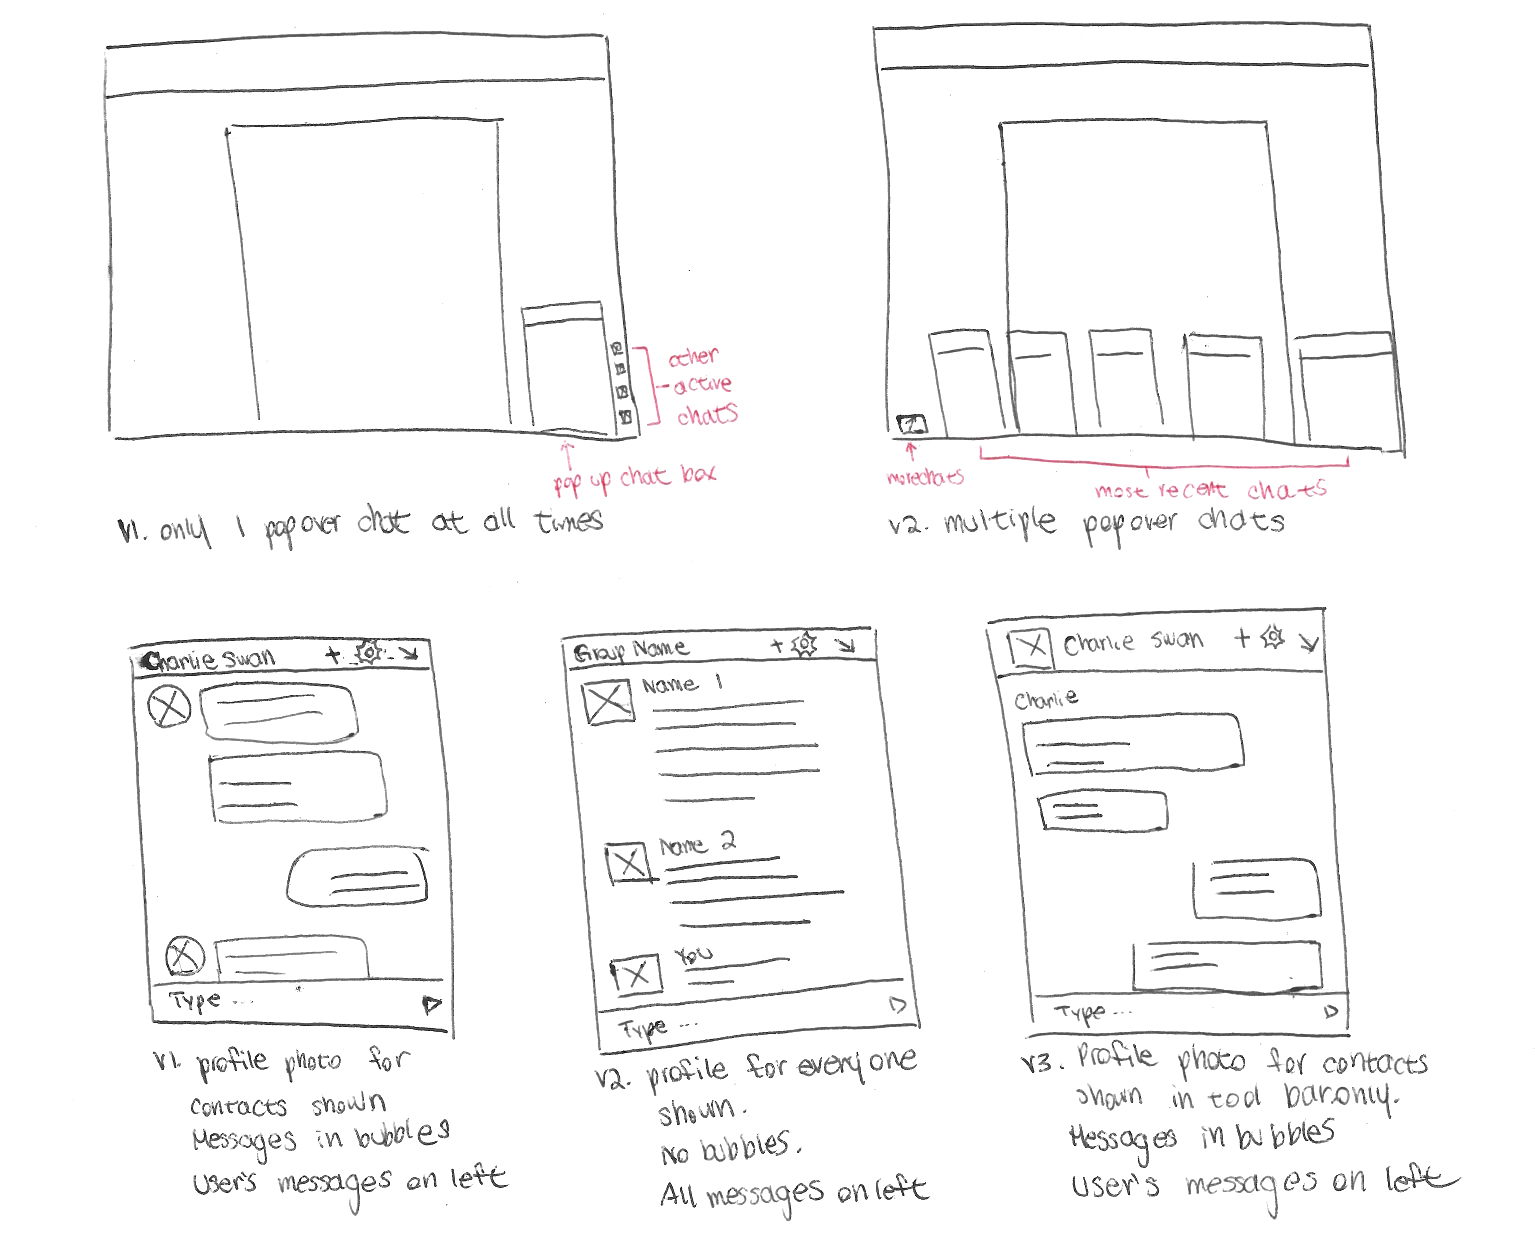 other
active
chats
pop up chat box
v1. only 1 popover chat at all times
more chats
most recent chats
v2. multiple popover chats
Charlie Swan +
Type ...
v1. profile photo for
contacts shown
Messages in bubbles
User's messages on left
Group Name +
Name 1
Name 2
You
Type ...
v2. profile for everyone
shown.
No bubbles.
All messages on left
Charlie Swan +
Charlie
Type ...
v3. Profile photo for contacts
shown in tool bar only.
Messages in bubbles
User's messages on left